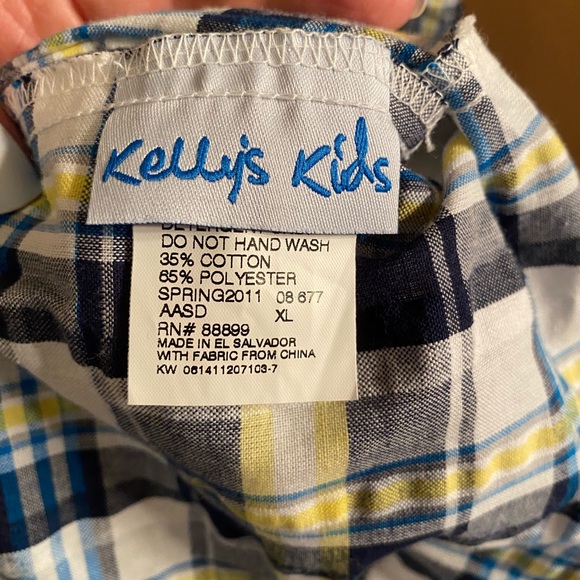 Kelly's Kids
DETERGENT
DO NOT HAND WASH
35% COTTON
65% POLYESTER
SPRING2011 08 677
AASD XL
RN# 88899
MADE IN EL SALVADOR
WITH FABRIC FROM CHINA
KW 061411207103-7